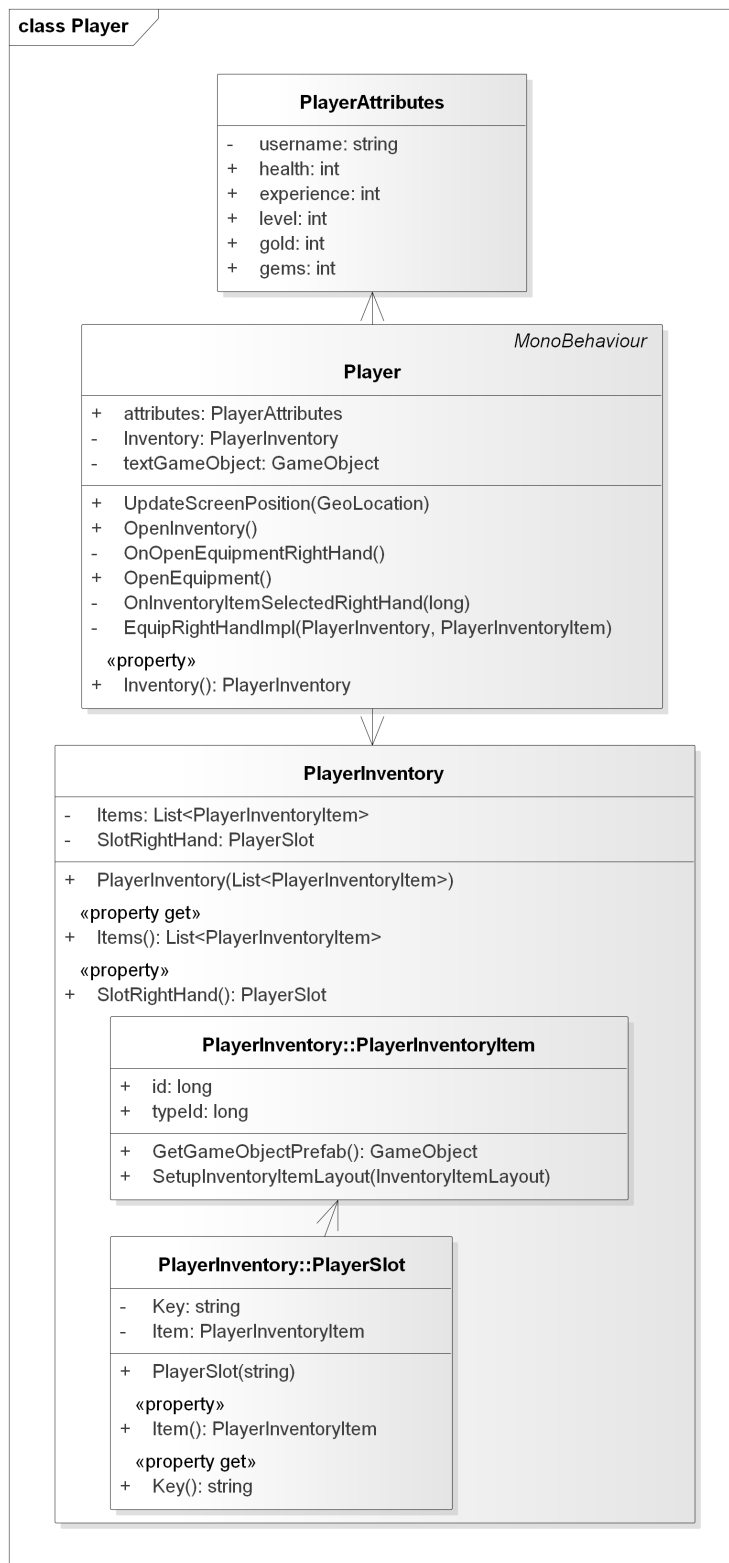 class Player
PlayerAttributes
- username: string
+ health: int
+ experience: int
+ level: int
+ gold: int
+ gems: int
MonoBehaviour
Player
+ attributes: PlayerAttributes
- Inventory: PlayerInventory
- textGameObject: GameObject
+ UpdateScreenPosition(GeoLocation)
+ OpenInventory()
- OnOpenEquipmentRightHand()
+ OpenEquipment()
- OnInventoryItemSelectedRightHand(long)
- EquipRightHandImpl(PlayerInventory, PlayerInventoryItem)
«property»
+ Inventory(): PlayerInventory
PlayerInventory
- Items: List<PlayerInventoryItem>
- SlotRightHand: PlayerSlot
+ PlayerInventory(List<PlayerInventoryItem>)
«property get»
+ Items(): List<PlayerInventoryItem>
«property»
+ SlotRightHand(): PlayerSlot
PlayerInventory::PlayerInventoryItem
+ id: long
+ typeId: long
+ GetGameObjectPrefab(): GameObject
+ SetupInventoryItemLayout(InventoryItemLayout)
PlayerInventory::PlayerSlot
- Key: string
- Item: PlayerInventoryItem
+ PlayerSlot(string)
«property»
+ Item(): PlayerInventoryItem
«property get»
+ Key(): string